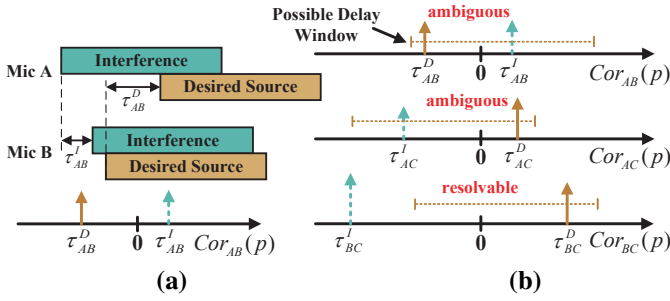 Interference
Mic A
Desired Source
τ^D_AB
Mic B
Interference
τ^I_AB
Desired Source
τ^D_AB
0
τ^I_AB
Cor_AB(p)
(a)
Possible Delay
Window
ambiguous
τ^D_AB
0
τ^I_AB
Cor_AB(p)
ambiguous
τ^I_AC
0
τ^D_AC
Cor_AC(p)
resolvable
τ^I_BC
0
τ^D_BC
Cor_BC(p)
(b)